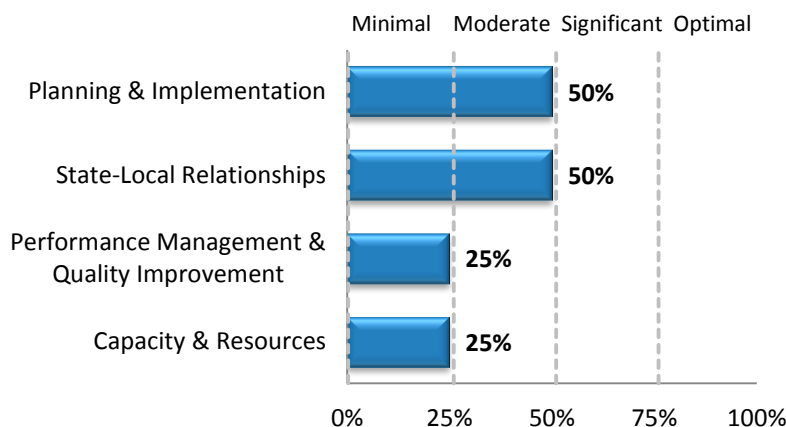 Minimal Moderate Significant Optimal
Planning & Implementation 50%
State-Local Relationships 50%
Performance Management &
Quality Improvement
25%
Capacity & Resources 25%
0% 25% 50% 75% 100%